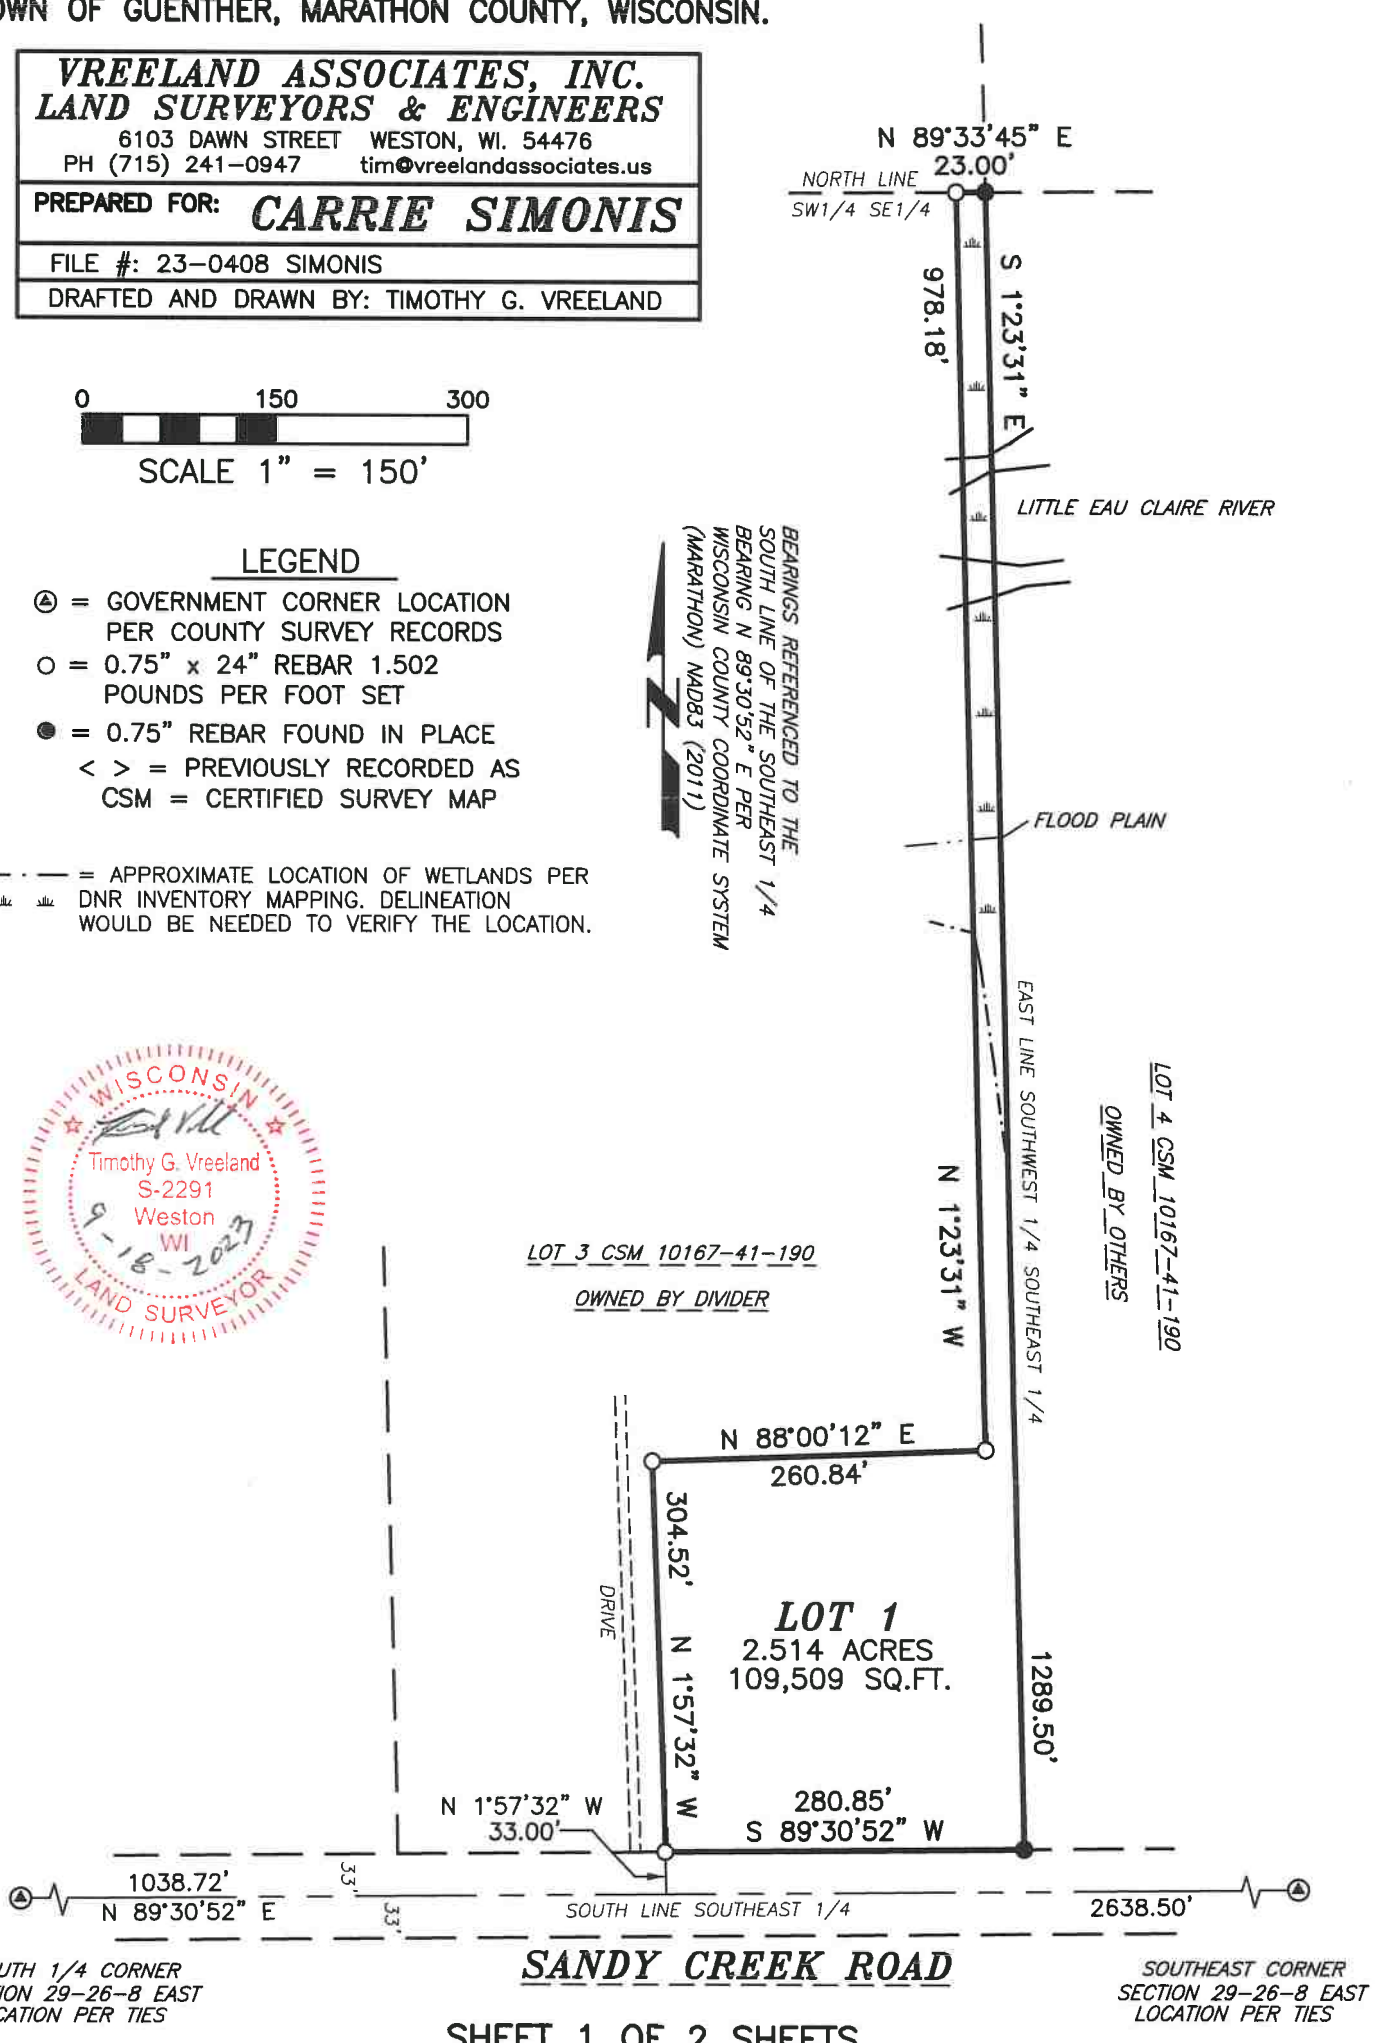 OWN OF GUENTHER, MARATHON COUNTY, WISCONSIN.
VREELAND ASSOCIATES, INC.
LAND SURVEYORS & ENGINEERS
6103 DAWN STREET WESTON, WI. 54476
PH (715) 241-0947 tim@vreelandassociates.us
PREPARED FOR: CARRIE SIMONIS
FILE #: 23-0408 SIMONIS
DRAFTED AND DRAWN BY: TIMOTHY G. VREELAND
0 150 300
SCALE 1" = 150'
LEGEND
= GOVERNMENT CORNER LOCATION
PER COUNTY SURVEY RECORDS
= 0.75" x 24" REBAR 1.502
POUNDS PER FOOT SET
= 0.75" REBAR FOUND IN PLACE
< > = PREVIOUSLY RECORDED AS
CSM = CERTIFIED SURVEY MAP
= APPROXIMATE LOCATION OF WETLANDS PER
DNR INVENTORY MAPPING. DELINEATION
WOULD BE NEEDED TO VERIFY THE LOCATION.
BEARINGS REFERENCED TO THE
SOUTH LINE OF THE SOUTHEAST 1/4
BEARING N 89°30'52" E PER
WISCONSIN COUNTY COORDINATE SYSTEM
(MARATHON) NAD83 (2011)
N
N 89°33'45" E
23.00'
NORTH LINE
SW1/4 SE1/4
978.18'
S 1°23'31" E
LITTLE EAU CLAIRE RIVER
FLOOD PLAIN
EAST LINE SOUTHWEST 1/4 SOUTHEAST 1/4
LOT 4 CSM 10167-41-190
OWNED BY OTHERS
N 1°23'31" W
WISCONSIN
Timothy G. Vreeland
S-2291
Weston
WI
9-18-2023
LAND SURVEYOR
LOT 3 CSM 10167-41-190
OWNED BY DIVIDER
N 88°00'12" E
260.84'
304.52' N 1°57'32" W
DRIVE
LOT 1
2.514 ACRES
109,509 SQ.FT.
1289.50'
280.85'
S 89°30'52" W
N 1°57'32" W
33.00'
33'
33'
1038.72'
N 89°30'52" E
SOUTH LINE SOUTHEAST 1/4
2638.50'
SANDY CREEK ROAD
UTH 1/4 CORNER
ION 29-26-8 EAST
CATION PER TIES
SOUTHEAST CORNER
SECTION 29-26-8 EAST
LOCATION PER TIES
SHEET 1 OF 2 SHEETS